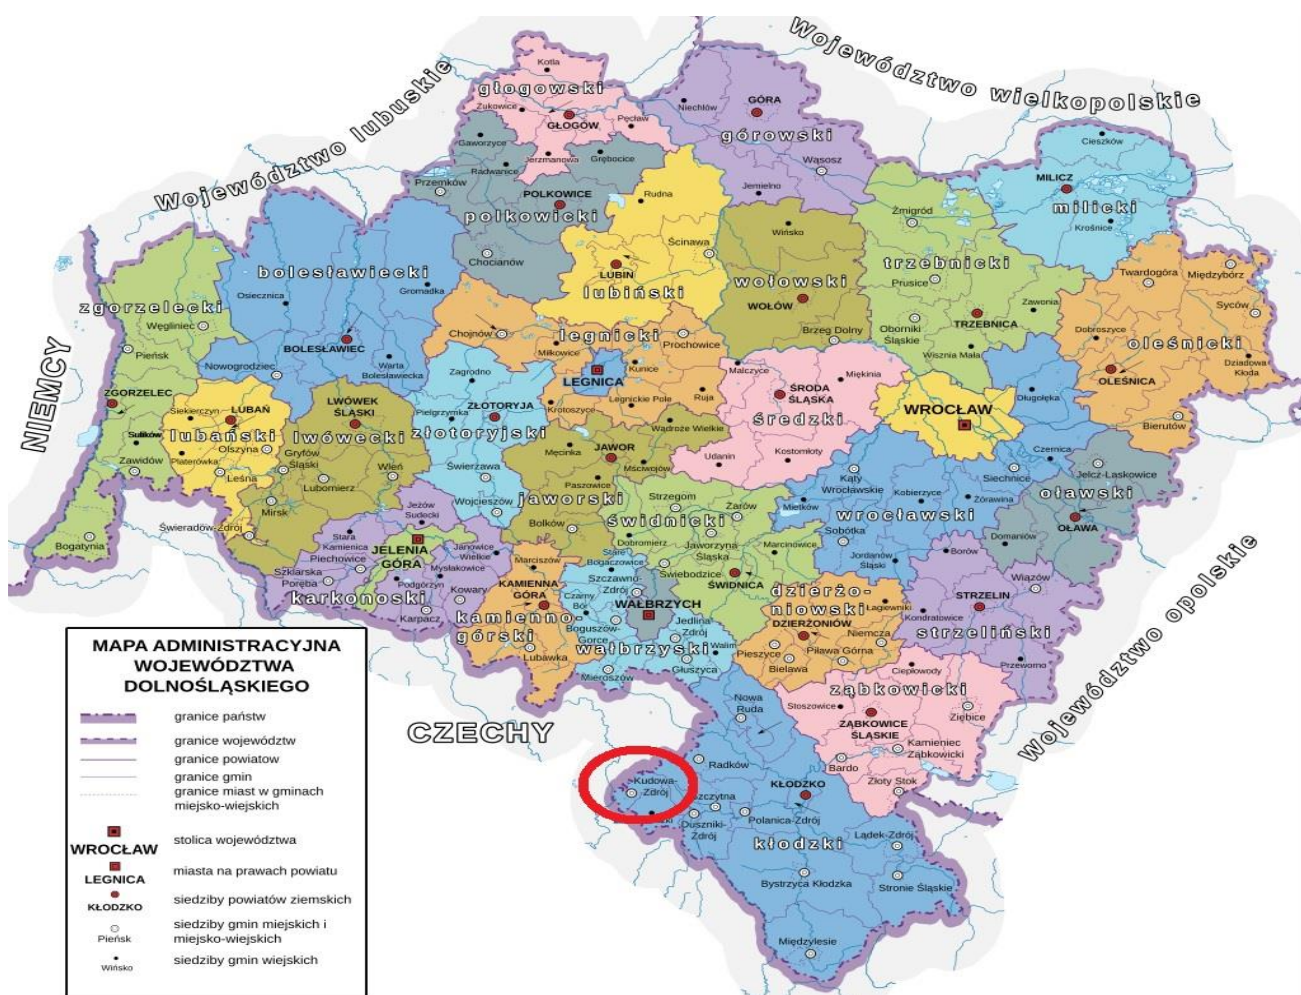 Województwo lubuskie
Województwo wielkopolskie
Województwo opolskie
NIEMCY
CZECHY
Kotla
głogowski
Żukowice
GŁOGÓW
Pęcław
Jerzmanowa
Niechlów
GÓRA
górowski
Wąsosz
Jemielno
Cieszków
MILICZ
milicki
Krośnice
Gaworzyce
Radwanice
Grębocice
Przemków
POLKOWICE
polkowicki
Chocianów
Rudna
Ścinawa
LUBIN
lubiński
Wińsko
wołowski
WOŁÓW
Brzeg Dolny
Żmigród
trzebnicki
Prusice
Zawonia
TRZEBNICA
Oborniki
Śląskie
Wisznia Mała
Twardogóra
Międzybórz
Syców
Dobroszyce
oleśnicki
Dziadowa
Kłoda
OLEŚNICA
Bierutów
bolesławiecki
Osiecznica
Gromadka
BOLESŁAWIEC
Warta
Bolesławiecka
Nowogrodziec
zgorzelecki
Węgliniec
Pieńsk
ZGORZELEC
Sulików
Zawidów
Bogatynia
Siekierczyn
LUBAŃ
lubański
Olszyna
Platerówka
Leśna
Świeradów-Zdrój
LWÓWEK
ŚLĄSKI
lwówecki
Gryfów
Śląski
Wleń
Lubomierz
Mirsk
Chojnów
legnicki
Prochowice
Miłkowice
Kunice
LEGNICA
Legnickie Pole
Ruja
Krotoszyce
Zagrodno
ZŁOTORYJA
Pielgrzymka
złotoryjski
Świerzawa
Wojcieszów
Wądroże Wielkie
JAWOR
Męcinka
Mściwojów
Paszowice
jaworski
Bolków
Malczyce
Miękinia
ŚRODA
ŚLĄSKA
średzki
Udanin
Kostomłoty
WROCŁAW
Długołęka
Czernica
Siechnice
Kąty
Wrocławskie
Kobierzyce
Żórawina
Mietków
wrocławski
Sobótka
Jordanów
Śląski
Jelcz-Laskowice
oławski
OŁAWA
Domaniów
Strzegom
Żarów
świdnicki
Dobromierz
Jaworzyna
Śląska
Marcinowice
Świebodzice
ŚWIDNICA
Jeżów
Sudecki
Stara
Kamienica
JELENIA
GÓRA
Janowice
Wielkie
Piechowice
Mysłakowice
Szklarska
Poręba
Podgórzyn
Kowary
karkonoski
Karpacz
Marciszów
KAMIENNA
GÓRA
kamienno-
górski
Lubawka
Stare
Bogaczowice
Szczawno-
Zdrój
Czarny
Bór
WAŁBRZYCH
Boguszów-
Gorce
Jedlina-
Zdrój
Walim
wałbrzyski
Głuszyca
Mieroszów
dzierżo-
niowski
Łagiewniki
DZIERŻONIÓW
Niemcza
Pieszyce
Piława Górna
Bielawa
Borów
Wiązów
STRZELIN
Kondratowice
strzeliński
Przeworno
Ciepłowody
ząbkowicki
Stoszowice
ZĄBKOWICE
ŚLĄSKIE
Ziębice
Kamieniec
Ząbkowicki
Bardo
Złoty Stok
Nowa
Ruda
Radków
Kudowa-
Zdrój
KŁODZKO
Polanica-Zdrój
Duszniki-
Zdrój
kłodzki
Lądek-Zdrój
Bystrzyca Kłodzka
Stronie Śląskie
Międzylesie
MAPA ADMINISTRACYJNA
WOJEWÓDZTWA
DOLNOŚLĄSKIEGO
granice państw
granice województw
granice powiatow
granice gmin
granice miast w gminach
miejsko-wiejskich
WROCŁAW
stolica województwa
LEGNICA
miasta na prawach powiatu
KŁODZKO
siedziby powiatów ziemskich
Pieńsk
siedziby gmin miejskich i
miejsko-wiejskich
Wińsko
siedziby gmin wiejskich